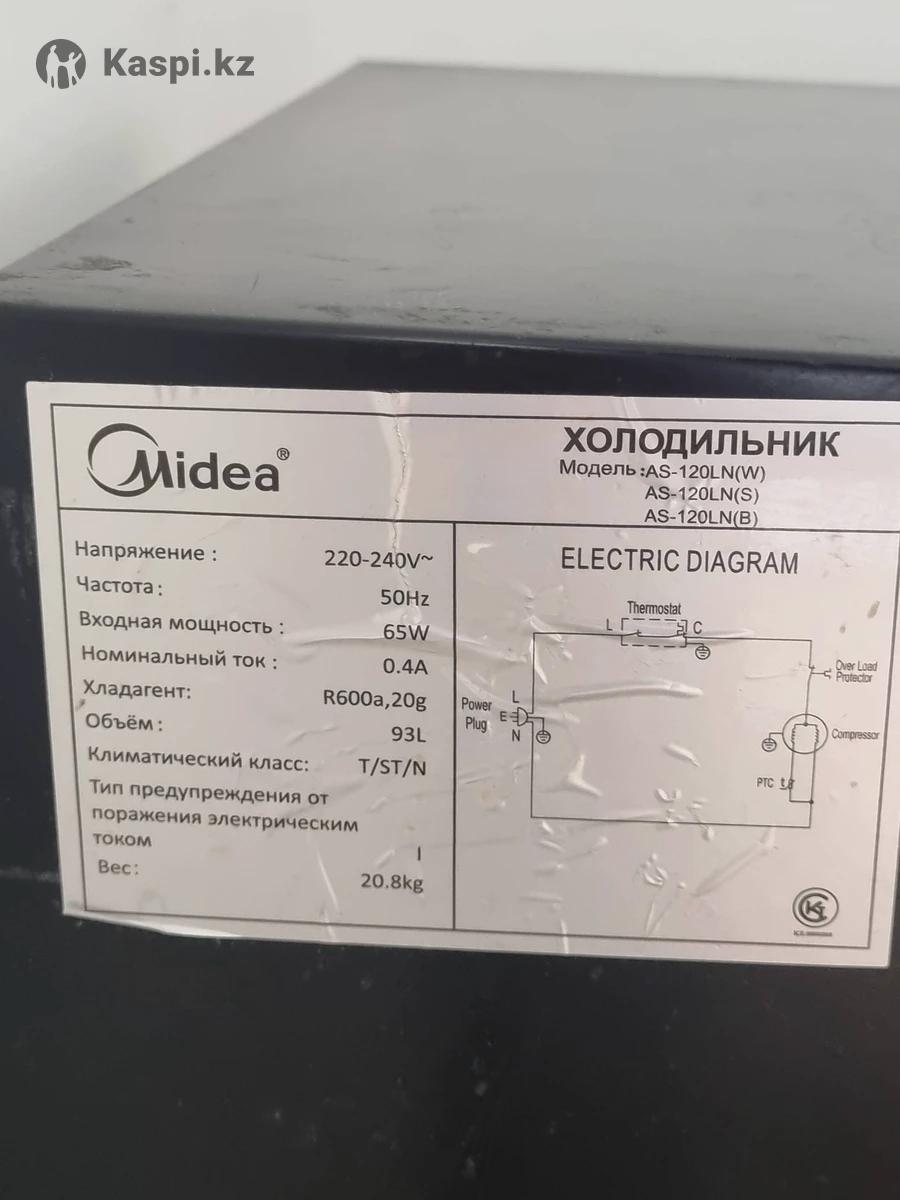 Kaspi.kz
Midea®
ХОЛОДИЛЬНИК
Модель:AS-120LN(W)
AS-120LN(S)
AS-120LN(B)
Напряжение : 220-240V~
Частота: 50Hz
Входная мощность : 65W
Номинальный ток : 0.4A
Хладагент: R600a,20g
Объём : 93L
Климатический класс: T/ST/N
Тип предупреждения от
поражения электрическим
током I
Вес: 20.8kg
ELECTRIC DIAGRAM
Thermostat
L C
Over Load
Protector
Power
Plug
L
E
N
Compressor
PTC